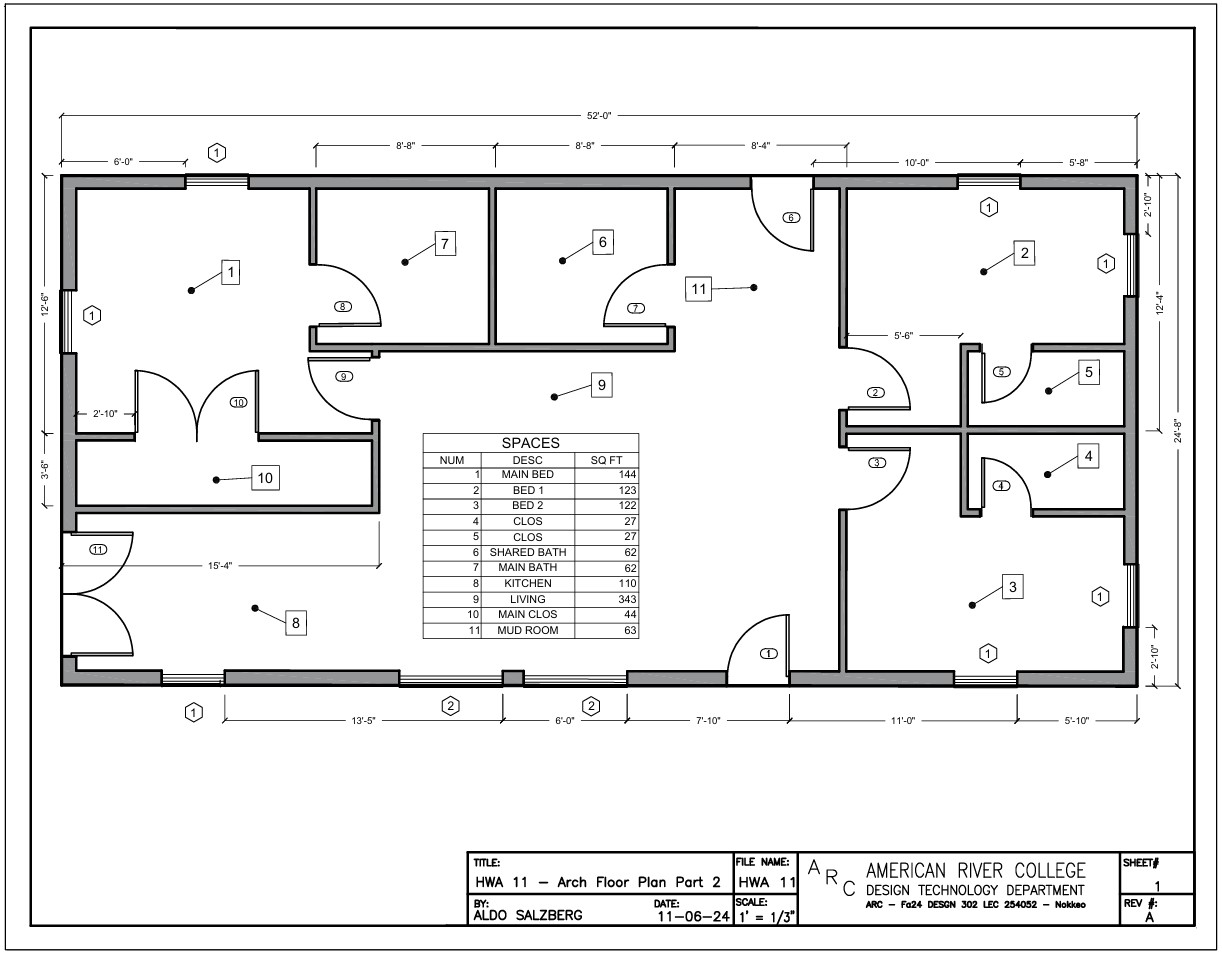 52'-0"
6'-0"
1
8'-8"
8'-8"
8'-4"
10'-0"
5'-8"
12'-6"
1
1
7
8
6
7
11
6
1
2
1
2'-10"
12'-4"
24'-8"
5'-6"
9
10
2'-10"
3'-6"
10
9
2
5
5
3
4
4
SPACES
NUM DESC SQ FT
1 MAIN BED 144
2 BED 1 123
3 BED 2 122
4 CLOS 27
5 CLOS 27
6 SHARED BATH 62
7 MAIN BATH 62
8 KITCHEN 110
9 LIVING 343
10 MAIN CLOS 44
11 MUD ROOM 63
11
15'-4"
8
3
1
1
1
2'-10"
1
2
2
13'-5"
6'-0"
7'-10"
11'-0"
5'-10"
TITLE:
HWA 11 - Arch Floor Plan Part 2
FILE NAME:
HWA 11
BY:
ALDO SALZBERG
DATE:
11-06-24
SCALE:
1' = 1/3"
ARC
AMERICAN RIVER COLLEGE
DESIGN TECHNOLOGY DEPARTMENT
ARC - Fa24 DESGN 302 LEC 254052 - Nokkeo
SHEET#
1
REV #:
A